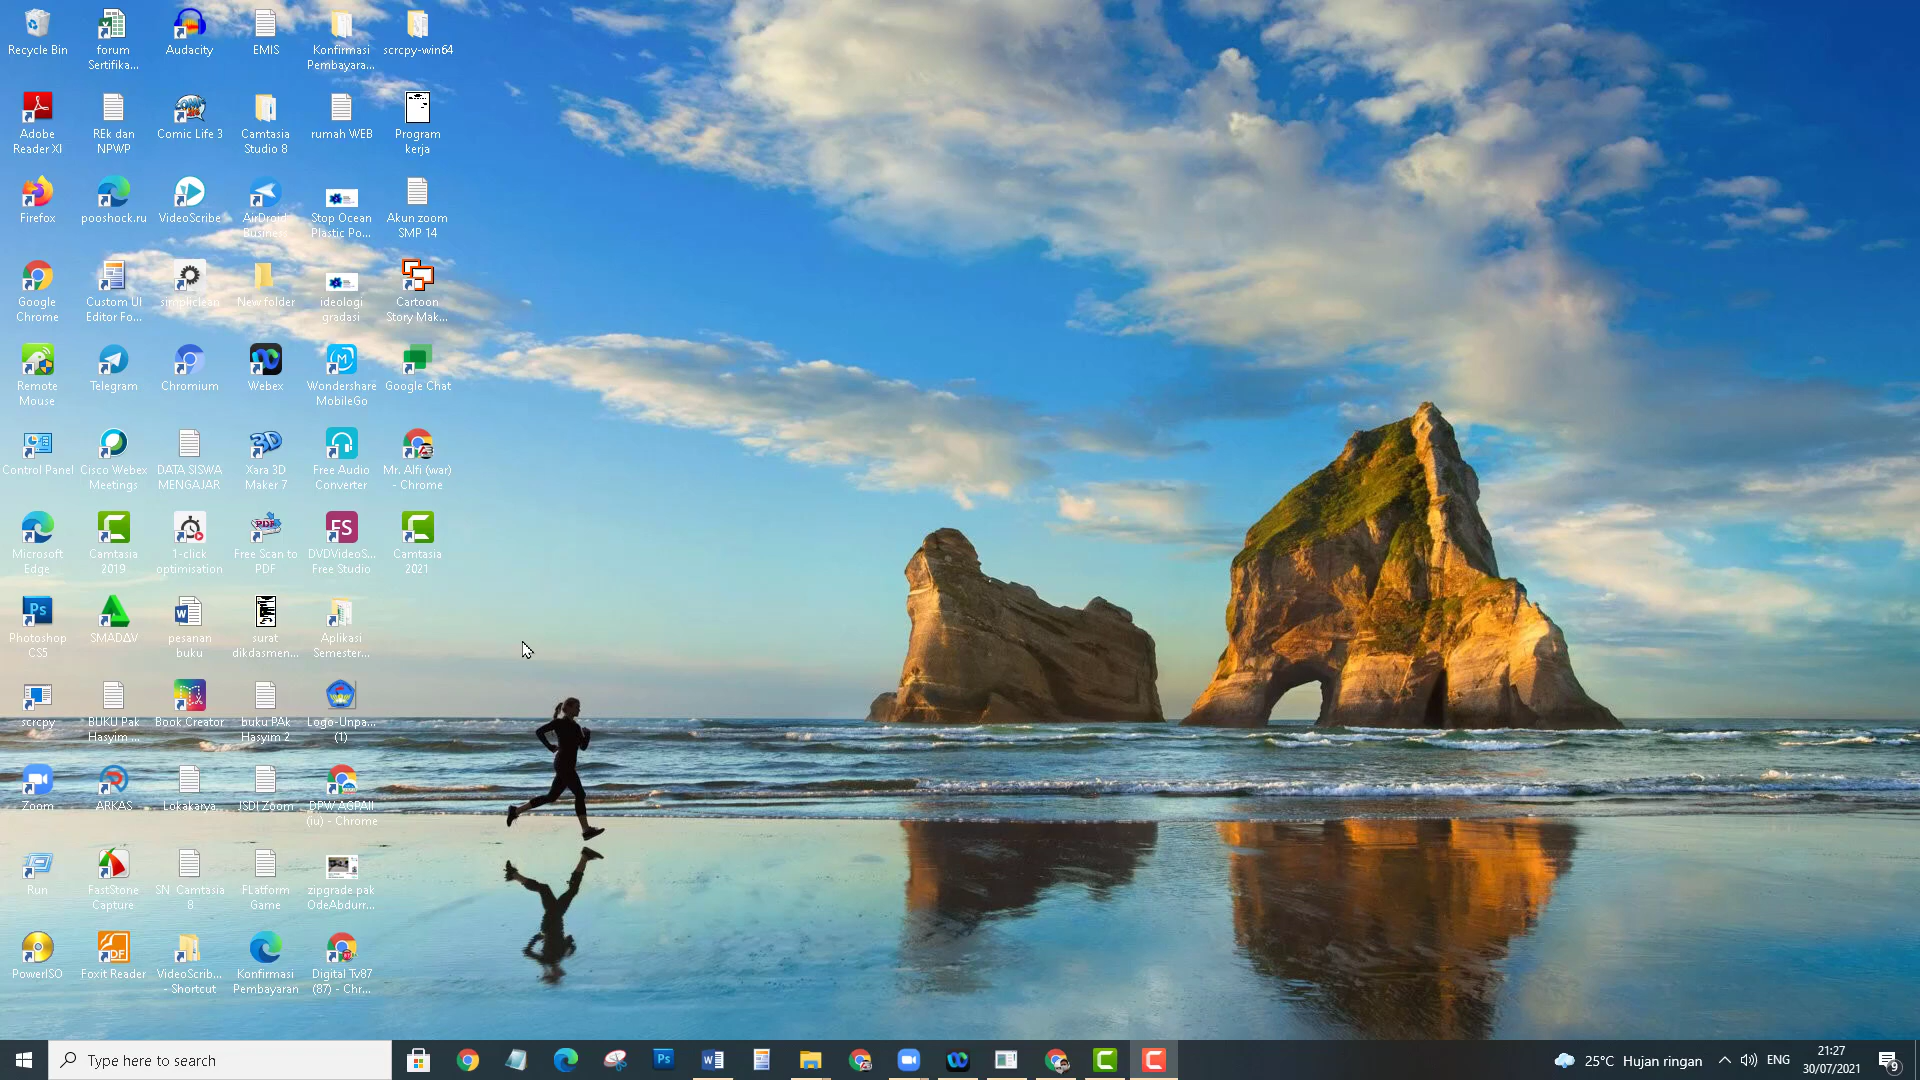 Recycle Bin
forum
Sertifika...
Audacity
EMIS
Konfirmasi
Pembayara...
scrcpy-win64
Adobe
Reader XI
REk dan
NPWP
Comic Life 3
Camtasia
Studio 8
rumah WEB
Program
kerja
Firefox
pooshock.ru
VideoScribe
AirDroid
Business
Stop Ocean
Plastic Po...
Akun zoom
SMP 14
Google
Chrome
Custom UI
Editor Fo...
simpliclean
New folder
ideologi
gradasi
Cartoon
Story Mak...
Remote
Mouse
Telegram
Chromium
Webex
Wondershare
MobileGo
Google Chat
Control Panel
Cisco Webex
Meetings
DATA SISWA
MENGAJAR
Xara 3D
Maker 7
Free Audio
Converter
Mr. Alfi (war)
- Chrome
Microsoft
Edge
Camtasia
2019
1-click
optimisation
Free Scan to
PDF
DVDVideoS...
Free Studio
Camtasia
2021
Photoshop
CS5
SMADAV
pesanan
buku
surat
dikdasmen...
Aplikasi
Semester...
scrcpy
BUKU Pak
Hasyim ...
Book Creator
buku PAk
Hasyim 2
Logo-Unpa...
(1)
Zoom
ARKAS
Lokakarya
JSDI Zoom
DPW AGPAII
(iu) - Chrome
Run
FastStone
Capture
SN Camtasia
8
FLatform
Game
zipgrade pak
OdeAbdurr...
PowerISO
Foxit Reader
VideoScrib...
- Shortcut
Konfirmasi
Pembayaran
Digital Tv87
(87) - Chr...
Type here to search
25°C Hujan ringan
ENG
21:27
30/07/2021
9